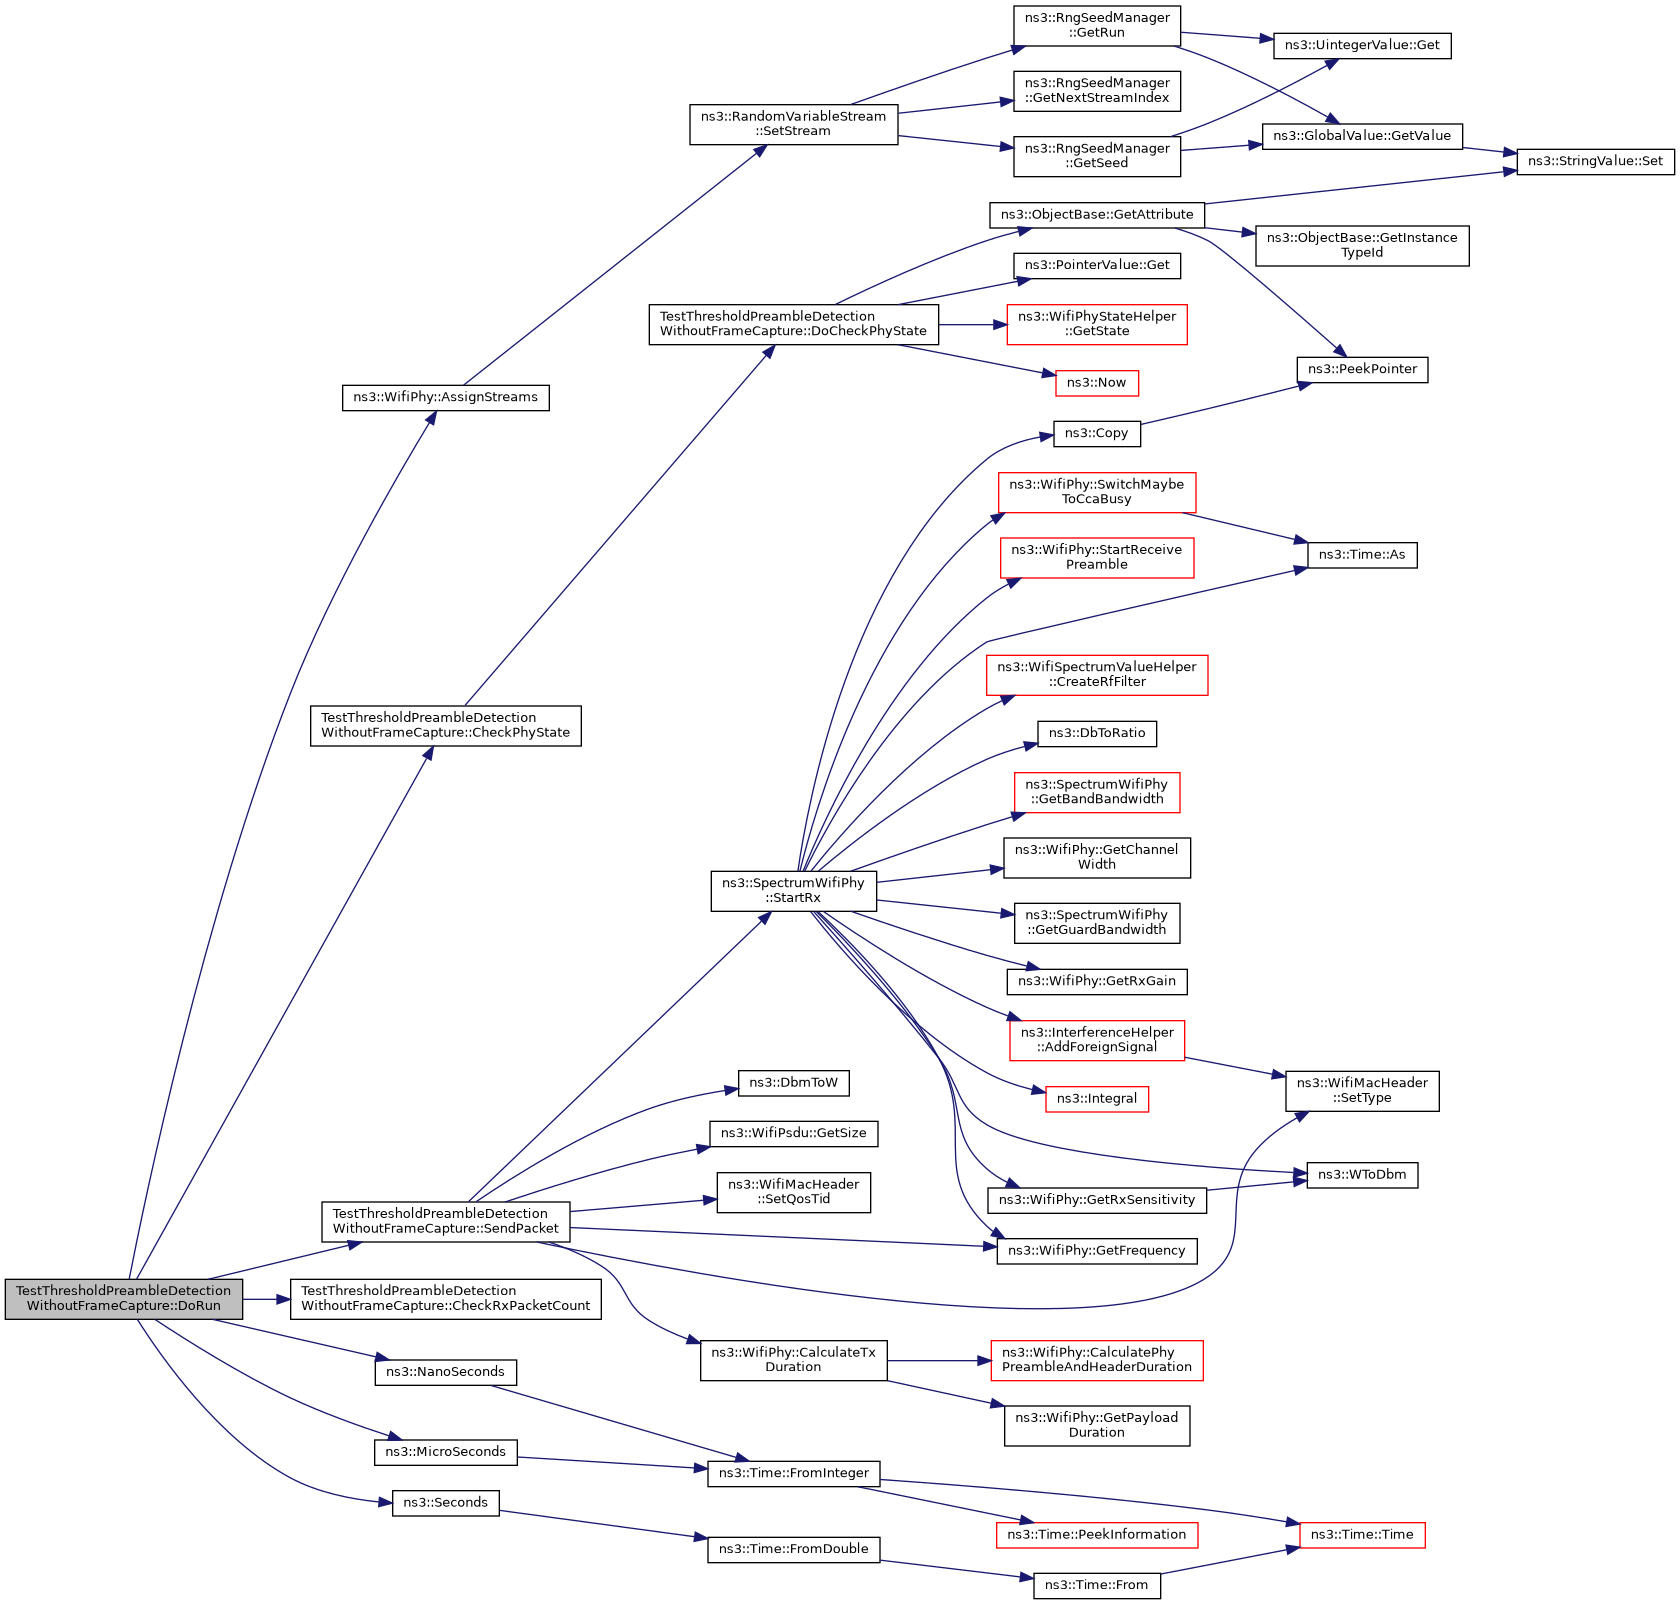 ns3::RngSeedManager
::GetRun
ns3::UintegerValue::Get
ns3::RngSeedManager
::GetNextStreamIndex
ns3::RandomVariableStream
::SetStream
ns3::GlobalValue::GetValue
ns3::RngSeedManager
::GetSeed
ns3::StringValue::Set
ns3::ObjectBase::GetAttribute
ns3::ObjectBase::GetInstance
TypeId
ns3::PointerValue::Get
TestThresholdPreambleDetection
WithoutFrameCapture::DoCheckPhyState
ns3::WifiPhyStateHelper
::GetState
ns3::PeekPointer
ns3::Now
ns3::WifiPhy::AssignStreams
ns3::Copy
ns3::WifiPhy::SwitchMaybe
ToCcaBusy
ns3::WifiPhy::StartReceive
Preamble
ns3::Time::As
ns3::WifiSpectrumValueHelper
::CreateRfFilter
TestThresholdPreambleDetection
WithoutFrameCapture::CheckPhyState
ns3::DbToRatio
ns3::SpectrumWifiPhy
::GetBandBandwidth
ns3::WifiPhy::GetChannel
Width
ns3::SpectrumWifiPhy
::StartRx
ns3::SpectrumWifiPhy
::GetGuardBandwidth
ns3::WifiPhy::GetRxGain
ns3::InterferenceHelper
::AddForeignSignal
ns3::DbmToW
ns3::Integral
ns3::WifiMacHeader
::SetType
ns3::WifiPsdu::GetSize
ns3::WToDbm
ns3::WifiMacHeader
::SetQosTid
ns3::WifiPhy::GetRxSensitivity
TestThresholdPreambleDetection
WithoutFrameCapture::SendPacket
ns3::WifiPhy::GetFrequency
TestThresholdPreambleDetection
WithoutFrameCapture::DoRun
TestThresholdPreambleDetection
WithoutFrameCapture::CheckRxPacketCount
ns3::WifiPhy::CalculateTx
Duration
ns3::WifiPhy::CalculatePhy
PreambleAndHeaderDuration
ns3::NanoSeconds
ns3::WifiPhy::GetPayload
Duration
ns3::MicroSeconds
ns3::Time::FromInteger
ns3::Seconds
ns3::Time::PeekInformation
ns3::Time::Time
ns3::Time::FromDouble
ns3::Time::From